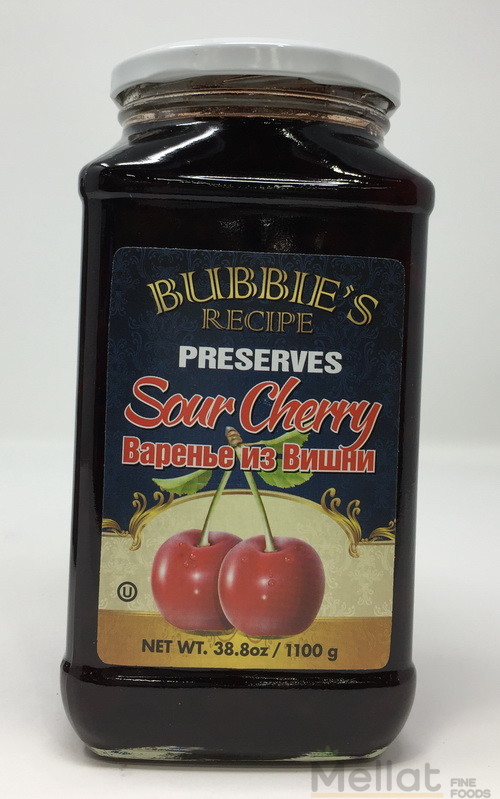 BUBBIE'S
RECIPE
PRESERVES
Sour Cherry
Варенье из Вишни
U
NET WT. 38.8oz / 1100 g
Mellat
FINE
FOODS